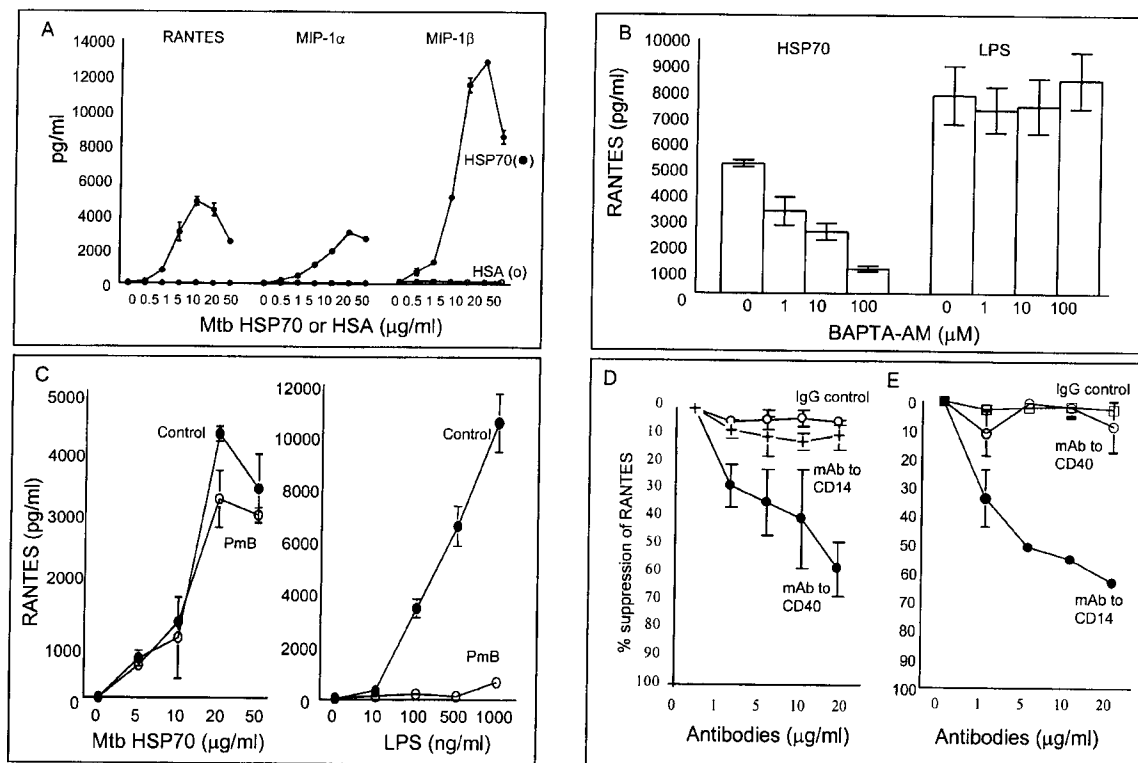 A
RANTES MIP-1α MIP-1β
14000
12000
10000
8000
6000
4000
2000
0
pg/ml
HSP70(●)
HSA (o)
0 0.5 1 5 10 20 50 0 0.5 1 5 10 20 50 0 0.5 1 5 10 20 50
Mtb HSP70 or HSA (μg/ml)
B
HSP70 LPS
10000
9000
8000
7000
6000
5000
4000
3000
2000
1000
0
RANTES (pg/ml)
0 1 10 100 0 1 10 100
BAPTA-AM (μM)
C
5000
4000
3000
2000
1000
0
RANTES (pg/ml)
Control
PmB
0 5 10 20 50
Mtb HSP70 (μg/ml)
12000
10000
8000
6000
4000
2000
0
Control
PmB
0 10 100 500 1000
LPS (ng/ml)
D
0
10
20
30
40
50
60
70
80
90
100
% suppression of RANTES
IgG control
mAb to
CD14
mAb to
CD40
0 1 5 10 20
Antibodies (μg/ml)
E
0
10
20
30
40
50
60
70
80
90
100
IgG control
mAb to
CD40
mAb to
CD14
0 1 5 10 20
Antibodies (μg/ml)